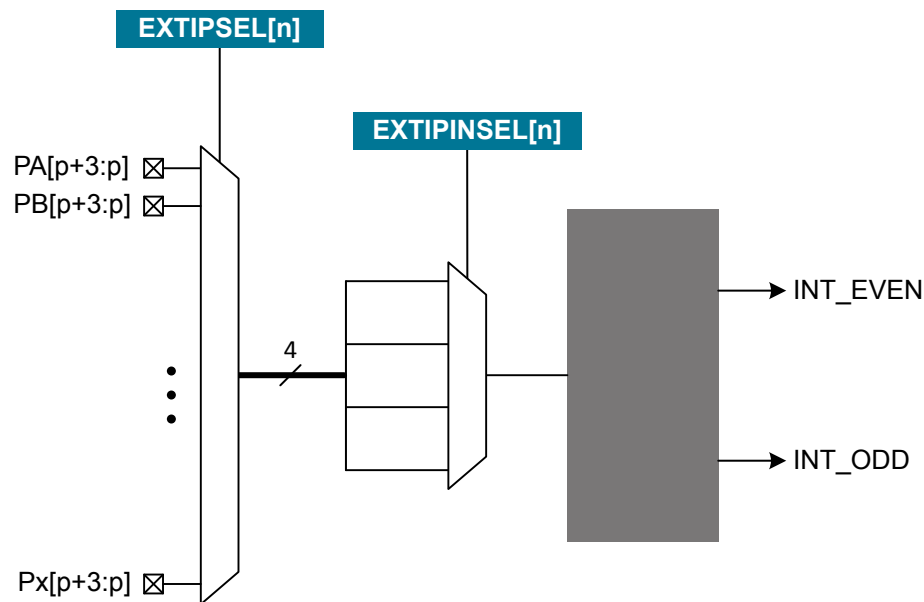 EXTIPSEL[n]
EXTIPINSEL[n]
PA[p+3:p]
PB[p+3:p]
INT_EVEN
4
INT_ODD
Px[p+3:p]